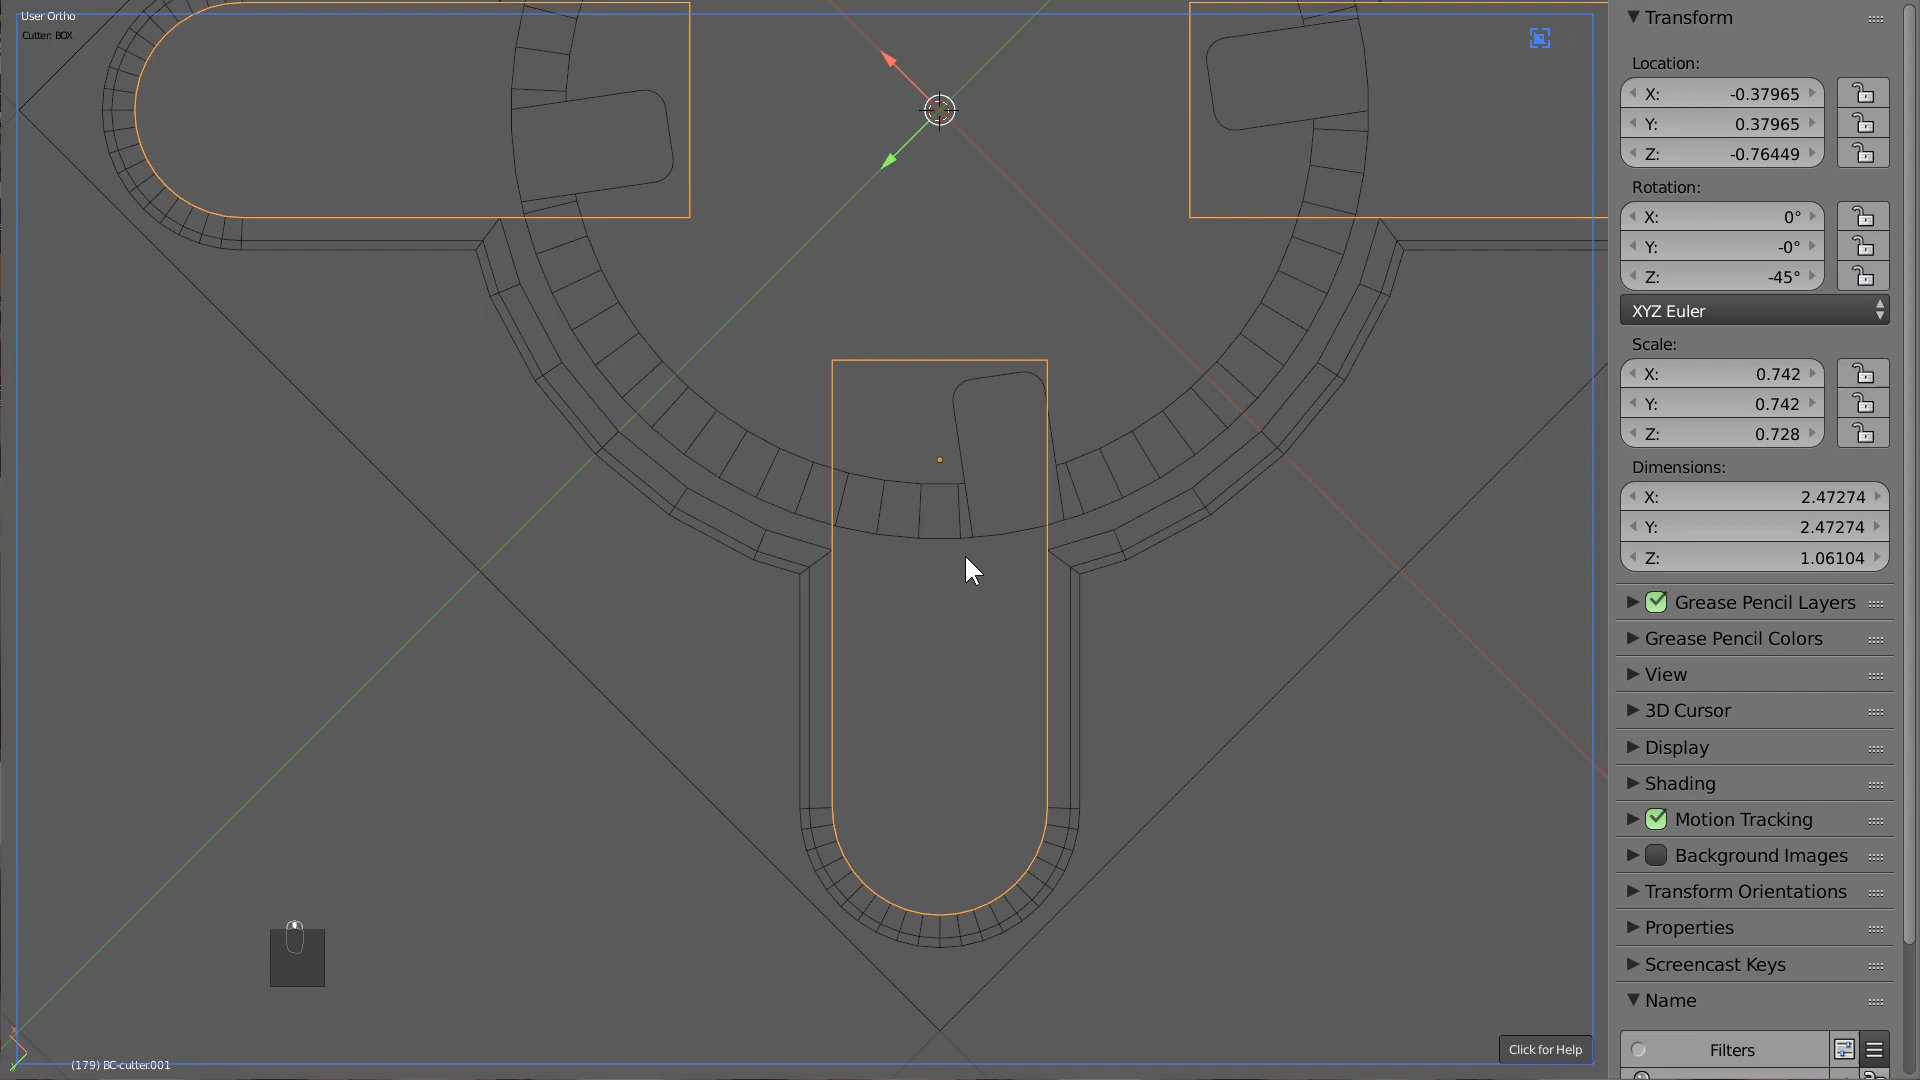 User Ortho
Cutter: BOX
(179) BC-cutter.001
Click for Help
Transform
Location:
X: -0.37965
Y: 0.37965
Z: -0.76449
Rotation:
X: 0°
Y: -0°
Z: -45°
XYZ Euler
Scale:
X: 0.742
Y: 0.742
Z: 0.728
Dimensions:
X: 2.47274
Y: 2.47274
Z: 1.06104
Grease Pencil Layers
Grease Pencil Colors
View
3D Cursor
Display
Shading
Motion Tracking
Background Images
Transform Orientations
Properties
Screencast Keys
Name
Filters